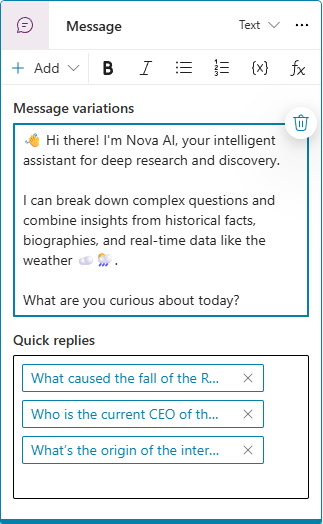 Message
Text
Add
B
I
{x}
fx
Message variations
👋 Hi there! I'm Nova AI, your intelligent
assistant for deep research and discovery.
I can break down complex questions and
combine insights from historical facts,
biographies, and real-time data like the
weather ☁️⛈️ .
What are you curious about today?
Quick replies
What caused the fall of the R...
Who is the current CEO of th...
What's the origin of the inter...